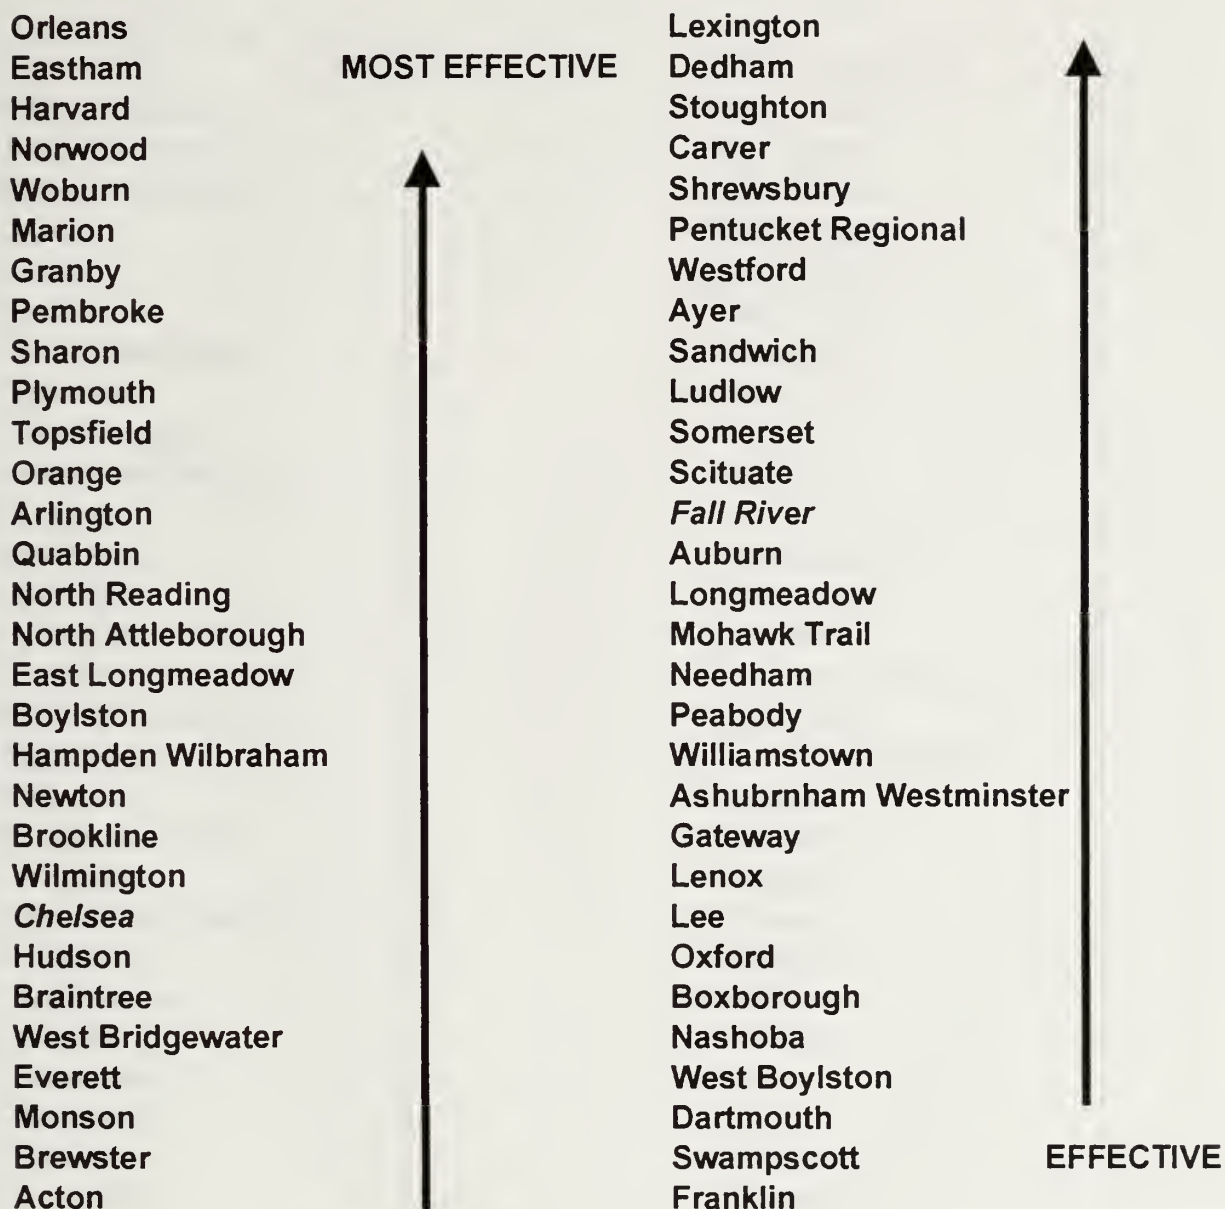 Orleans
Eastham
MOST EFFECTIVE
Harvard
Norwood
Woburn
Marion
Granby
Pembroke
Sharon
Plymouth
Topsfield
Orange
Arlington
Quabbin
North Reading
North Attleborough
East Longmeadow
Boylston
Hampden Wilbraham
Newton
Brookline
Wilmington
Chelsea
Hudson
Braintree
West Bridgewater
Everett
Monson
Brewster
Acton
Lexington
Dedham
Stoughton
Carver
Shrewsbury
Pentucket Regional
Westford
Ayer
Sandwich
Ludlow
Somerset
Scituate
Fall River
Auburn
Longmeadow
Mohawk Trail
Needham
Peabody
Williamstown
Ashubrnham Westminster
Gateway
Lenox
Lee
Oxford
Boxborough
Nashoba
West Boylston
Dartmouth
Swampscott
EFFECTIVE
Franklin